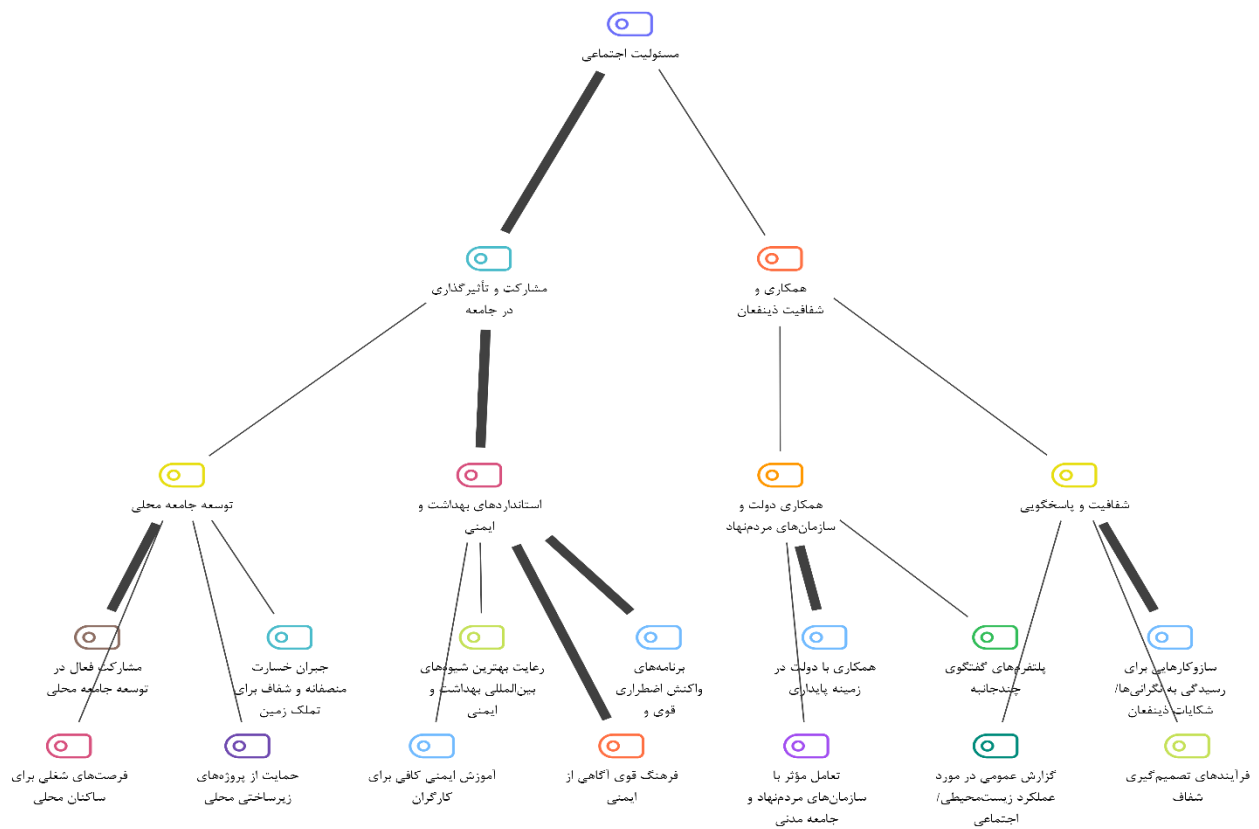 مسئولیت اجتماعی
همکاری و
شفافیت ذینفعان
مشارکت و تأثیرگذاری
در جامعه
شفافیت و پاسخگویی
همکاری دولت و
سازمان‌های مردم‌نهاد
استانداردهای بهداشت و
ایمنی
توسعه جامعه محلی
سازوکارهایی برای
رسیدگی به نگرانی‌ها/
شکایات ذینفعان
پلتفرم‌های گفتگوی
چندجانبه
همکاری با دولت در
زمینه پایداری
برنامه‌های
واکنش اضطراری
قوی و
رعایت بهترین شیوه‌های
بین‌المللی بهداشت و
ایمنی
جبران خسارت
منصفانه و شفاف برای
تملک زمین
مشارکت فعال در
توسعه جامعه محلی
فرآیندهای تصمیم‌گیری
شفاف
گزارش عمومی در مورد
عملکرد زیست‌محیطی/
اجتماعی
تعامل مؤثر با
سازمان‌های مردم‌نهاد و
جامعه مدنی
فرهنگ قوی آگاهی از
ایمنی
آموزش ایمنی کافی برای
کارگران
حمایت از پروژه‌های
زیرساختی محلی
فرصت‌های شغلی برای
ساکنان محلی